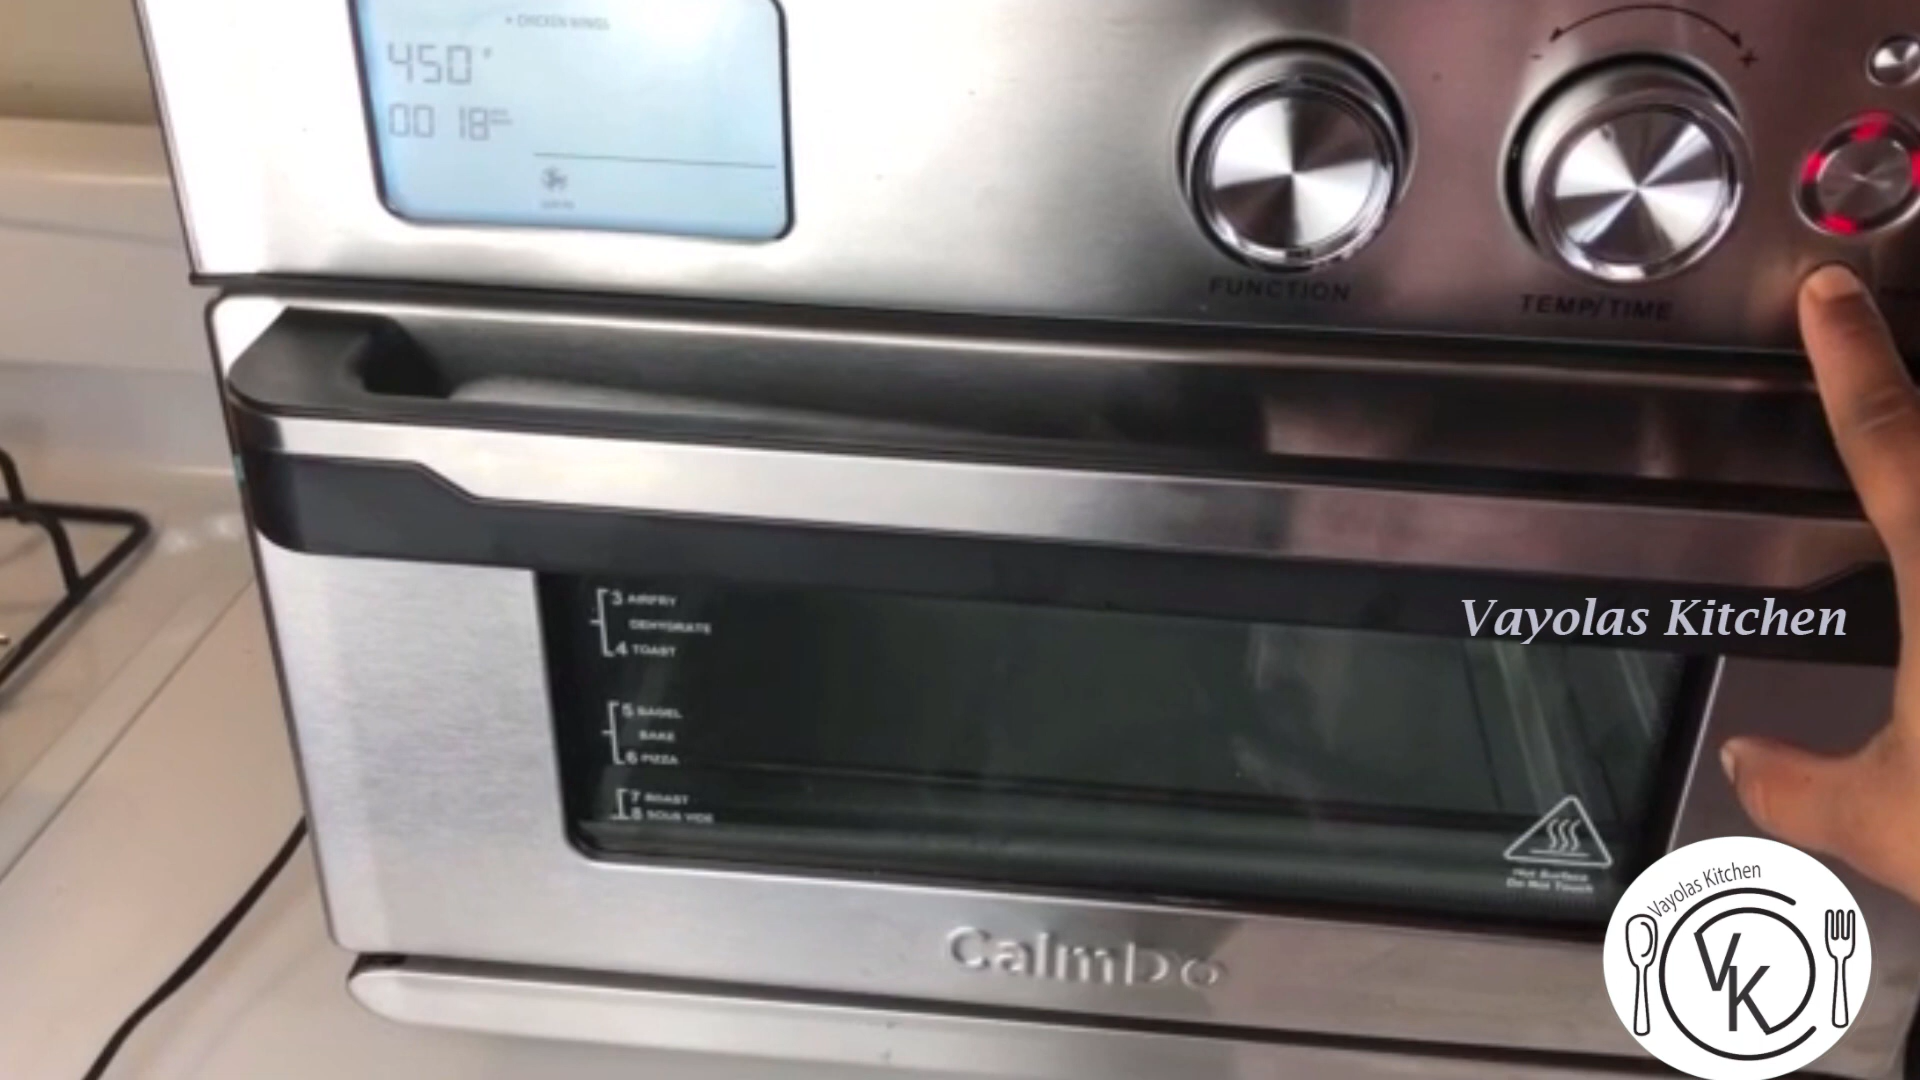 CHICKEN WINGS
450°F
00 18
- +
FUNCTION
TEMP/TIME
3 AIRFRY
DEHYDRATE
4 TOAST
5 BAGEL
BAKE
6 PIZZA
7 ROAST
8 SOUS VIDE
Vayolas Kitchen
Hot Surface
Do Not Touch
CalmDo
Vayolas Kitchen
VK